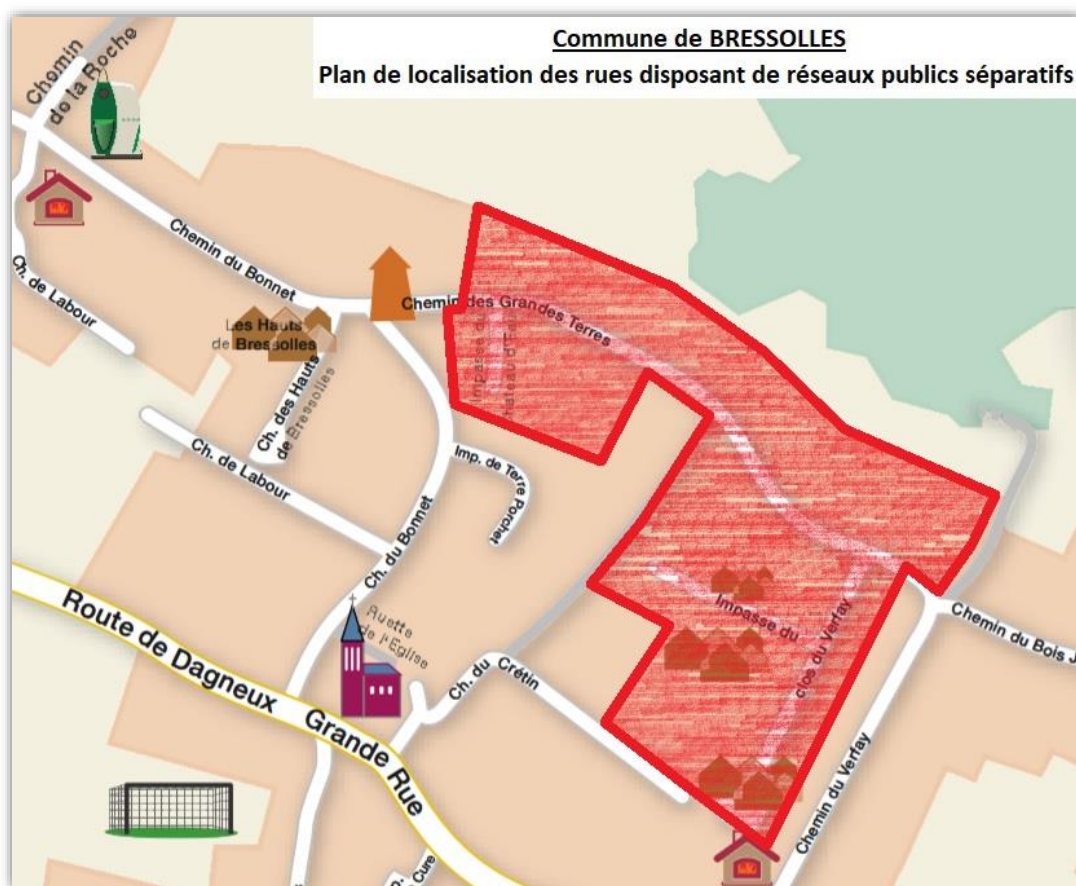 Commune de BRESSOLLES
Plan de localisation des rues disposant de réseaux publics séparatifs
Chemin
de la Roche
Chemin du Bonnet
Ch. de Labour
Les Hauts
de Bressolles
Ch. des Hauts
de Bressolles
Chemin des Grandes Terres
Impasse du
Ch. de Labour
Imp. de Terre Porchet
Ch. du Bonnet
Ruette
de l'Eglise
Route de Dagneux
Grande Rue
Ch. du Crétin
Impasse du
clos du Verfay
Chemin du Bois J
Chemin du Verfay
Cure